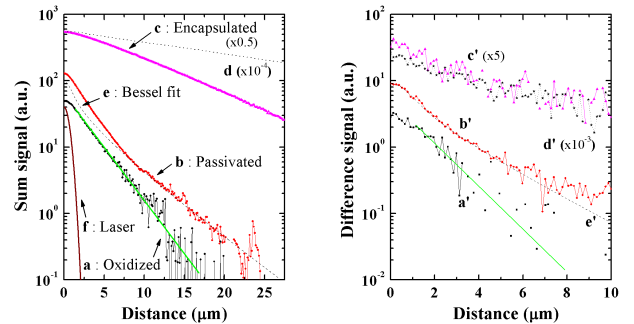 10³
10²
10¹
10⁰
10⁻¹
Sum signal (a.u.)
c : Encapsulated
(x0.5)
d (x10⁻⁴)
e : Bessel fit
b : Passivated
f : Laser
a : Oxidized
0 5 10 15 20 25
Distance (μm)
10²
10¹
10⁰
10⁻¹
10⁻²
Difference signal (a.u.)
c' (x5)
b'
d' (x10⁻³)
a'
e'
0 2 4 6 8 10
Distance (μm)